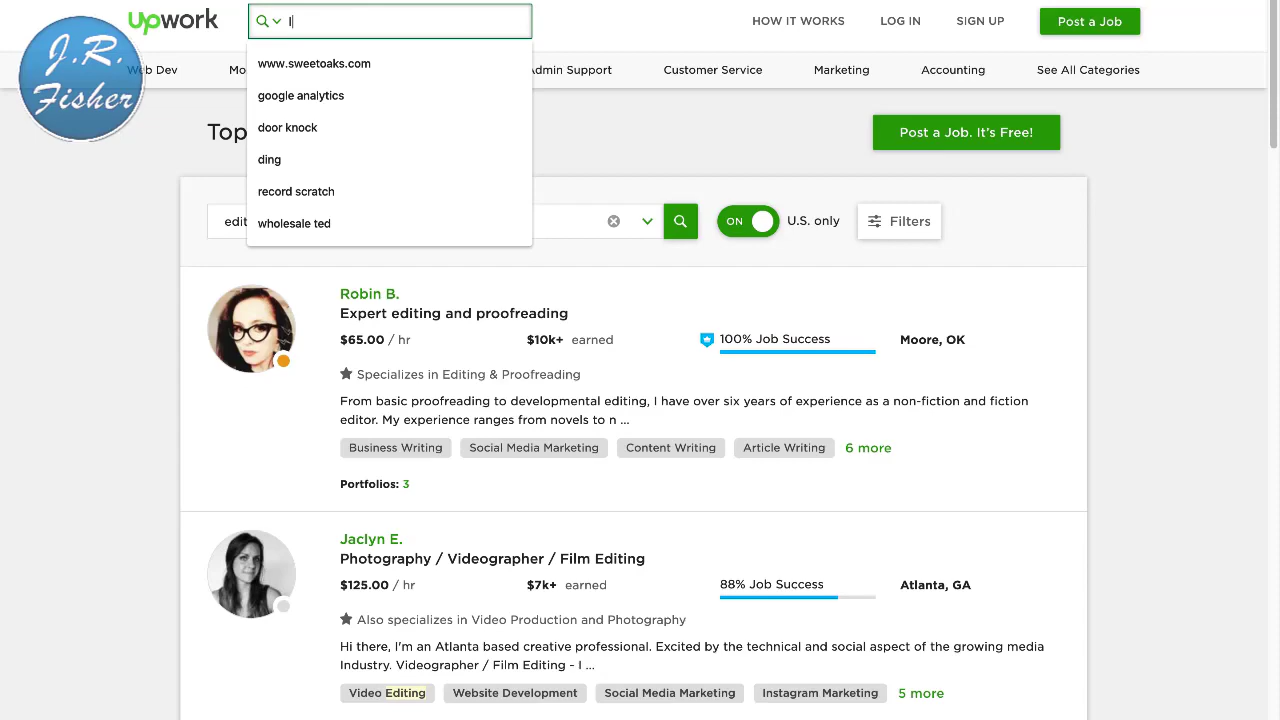 upwork
l
HOW IT WORKS
LOG IN
SIGN UP
Post a Job
J.R.
Fisher
Web Dev
Mo
Admin Support
Customer Service
Marketing
Accounting
See All Categories
www.sweetoaks.com
google analytics
door knock
ding
record scratch
wholesale ted
Top
Post a Job. It's Free!
edit
ON
U.S. only
Filters
Robin B.
Expert editing and proofreading
$65.00 / hr
$10k+ earned
100% Job Success
Moore, OK
Specializes in Editing & Proofreading
From basic proofreading to developmental editing, I have over six years of experience as a non-fiction and fiction
editor. My experience ranges from novels to n ...
Business Writing
Social Media Marketing
Content Writing
Article Writing
6 more
Portfolios: 3
Jaclyn E.
Photography / Videographer / Film Editing
$125.00 / hr
$7k+ earned
88% Job Success
Atlanta, GA
Also specializes in Video Production and Photography
Hi there, I'm an Atlanta based creative professional. Excited by the technical and social aspect of the growing media
Industry. Videographer / Film Editing - I ...
Video Editing
Website Development
Social Media Marketing
Instagram Marketing
5 more